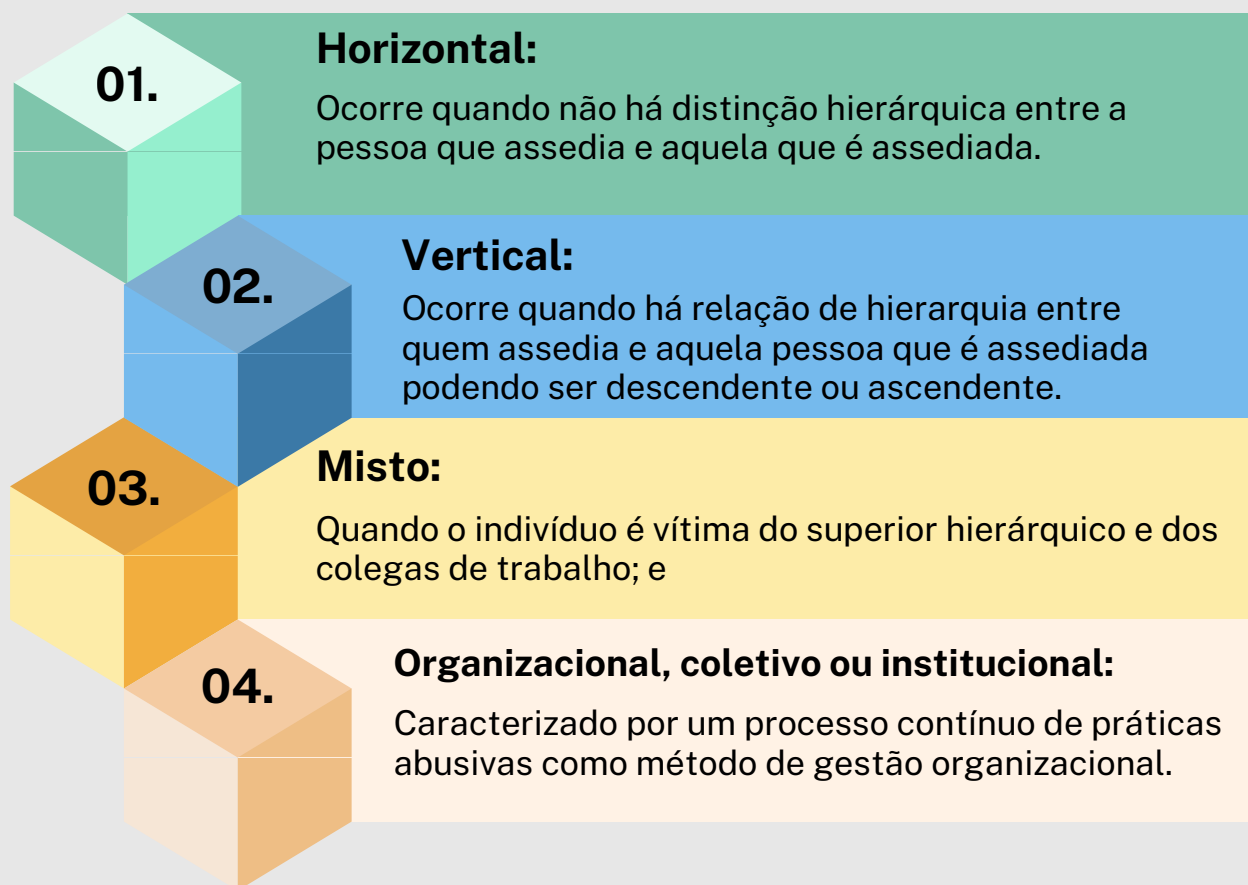 01.
Horizontal:
Ocorre quando não há distinção hierárquica entre a
pessoa que assedia e aquela que é assediada.
02.
Vertical:
Ocorre quando há relação de hierarquia entre
quem assedia e aquela pessoa que é assediada
podendo ser descendente ou ascendente.
03.
Misto:
Quando o indivíduo é vítima do superior hierárquico e dos
colegas de trabalho; e
04.
Organizacional, coletivo ou institucional:
Caracterizado por um processo contínuo de práticas
abusivas como método de gestão organizacional.